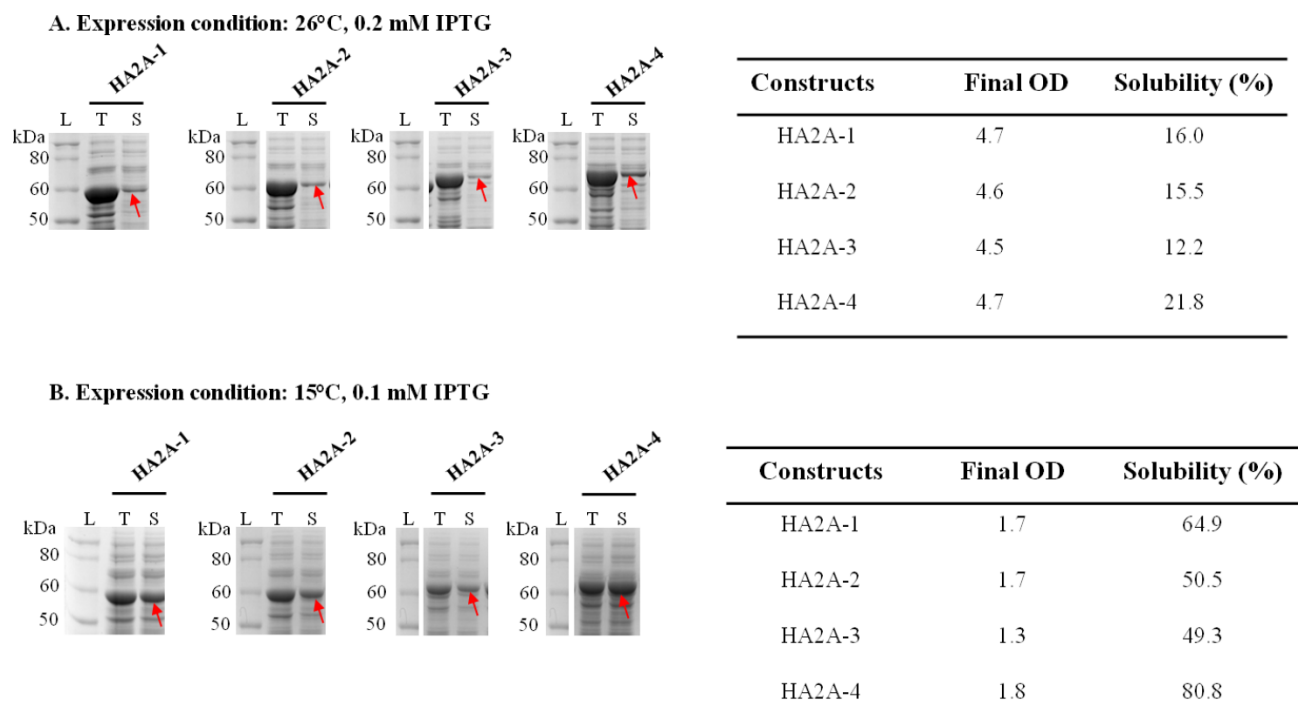 A. Expression condition: 26°C, 0.2 mM IPTG
HA2A-1 HA2A-2 HA2A-3 HA2A-4
L T S L T S L T S L T S
kDa kDa kDa kDa
80 80 80 80
60 60 60 60
50 50 50 50
Constructs Final OD Solubility (%)
HA2A-1 4.7 16.0
HA2A-2 4.6 15.5
HA2A-3 4.5 12.2
HA2A-4 4.7 21.8
B. Expression condition: 15°C, 0.1 mM IPTG
HA2A-1 HA2A-2 HA2A-3 HA2A-4
L T S L T S L T S L T S
kDa kDa kDa kDa
80 80 80 80
60 60 60 60
50 50 50 50
Constructs Final OD Solubility (%)
HA2A-1 1.7 64.9
HA2A-2 1.7 50.5
HA2A-3 1.3 49.3
HA2A-4 1.8 80.8